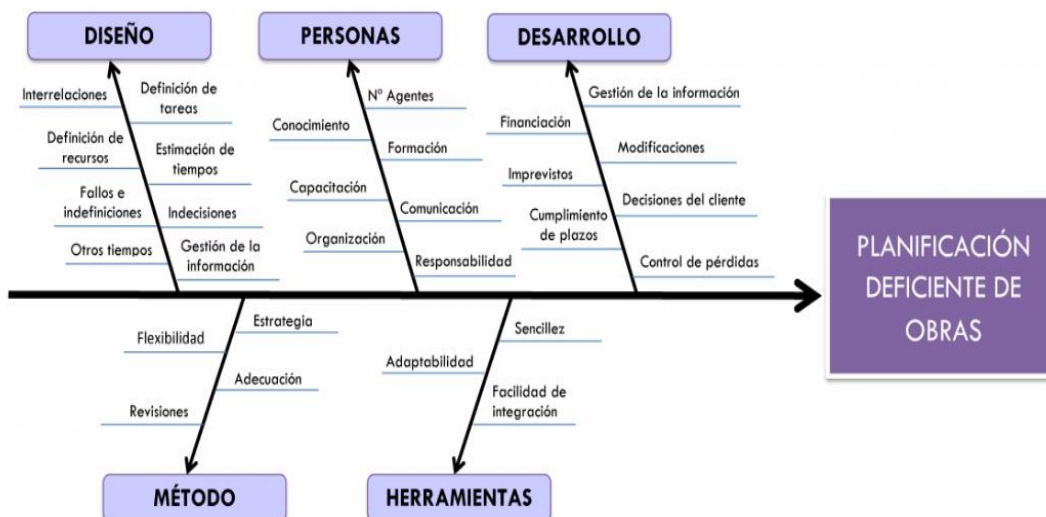 DISEÑO
PERSONAS
DESARROLLO
Interrelaciones
Definición de
tareas
Definición de
recursos
Estimación de
tiempos
Fallos e
indefiniciones
Indecisiones
Otros tiempos
Gestión de la
información
Nº Agentes
Conocimiento
Formación
Capacitación
Comunicación
Organización
Responsabilidad
Gestión de la información
Financiación
Modificaciones
Imprevistos
Decisiones del cliente
Cumplimiento
de plazos
Control de pérdidas
PLANIFICACIÓN
DEFICIENTE DE
OBRAS
Estrategia
Flexibilidad
Adecuación
Revisiones
Sencillez
Adaptabilidad
Facilidad de
integración
MÉTODO
HERRAMIENTAS